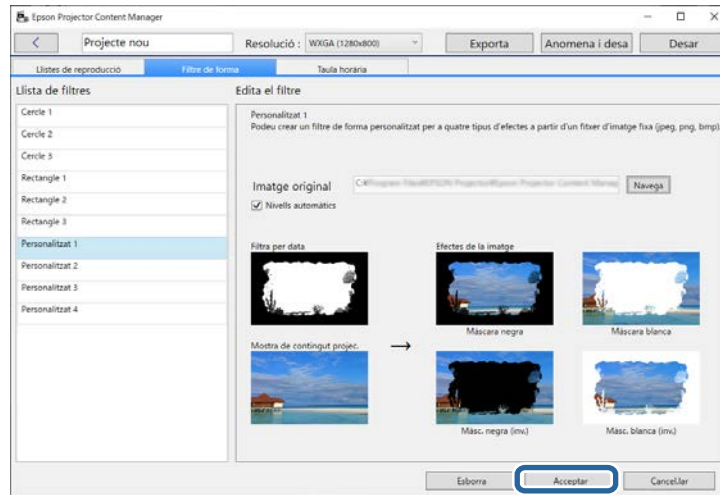 Epson Projector Content Manager
Projecte nou
Resolució :
WXGA (1280x800)
Exporta
Anomena i desa
Desar
Llistes de reproducció
Filtre de forma
Taula horària
Llista de filtres
Cercle 1
Cercle 2
Cercle 3
Rectangle 1
Rectangle 2
Rectangle 3
Personalitzat 1
Personalitzat 2
Personalitzat 3
Personalitzat 4
Edita el filtre
Personalitzat 1
Podeu crear un filtre de forma personalitzat per a quatre tipus d'efectes a partir d'un fitxer d'imatge fixa (jpeg, png, bmp)
Imatge original
Navega
Nivells automàtics
Filtra per data
Efectes de la imatge
Màscara negra
Màscara blanca
Mostra de contingut projec.
→
Màsc. negra (inv.)
Màsc. blanca (inv.)
Esborra
Acceptar
Cancel.lar